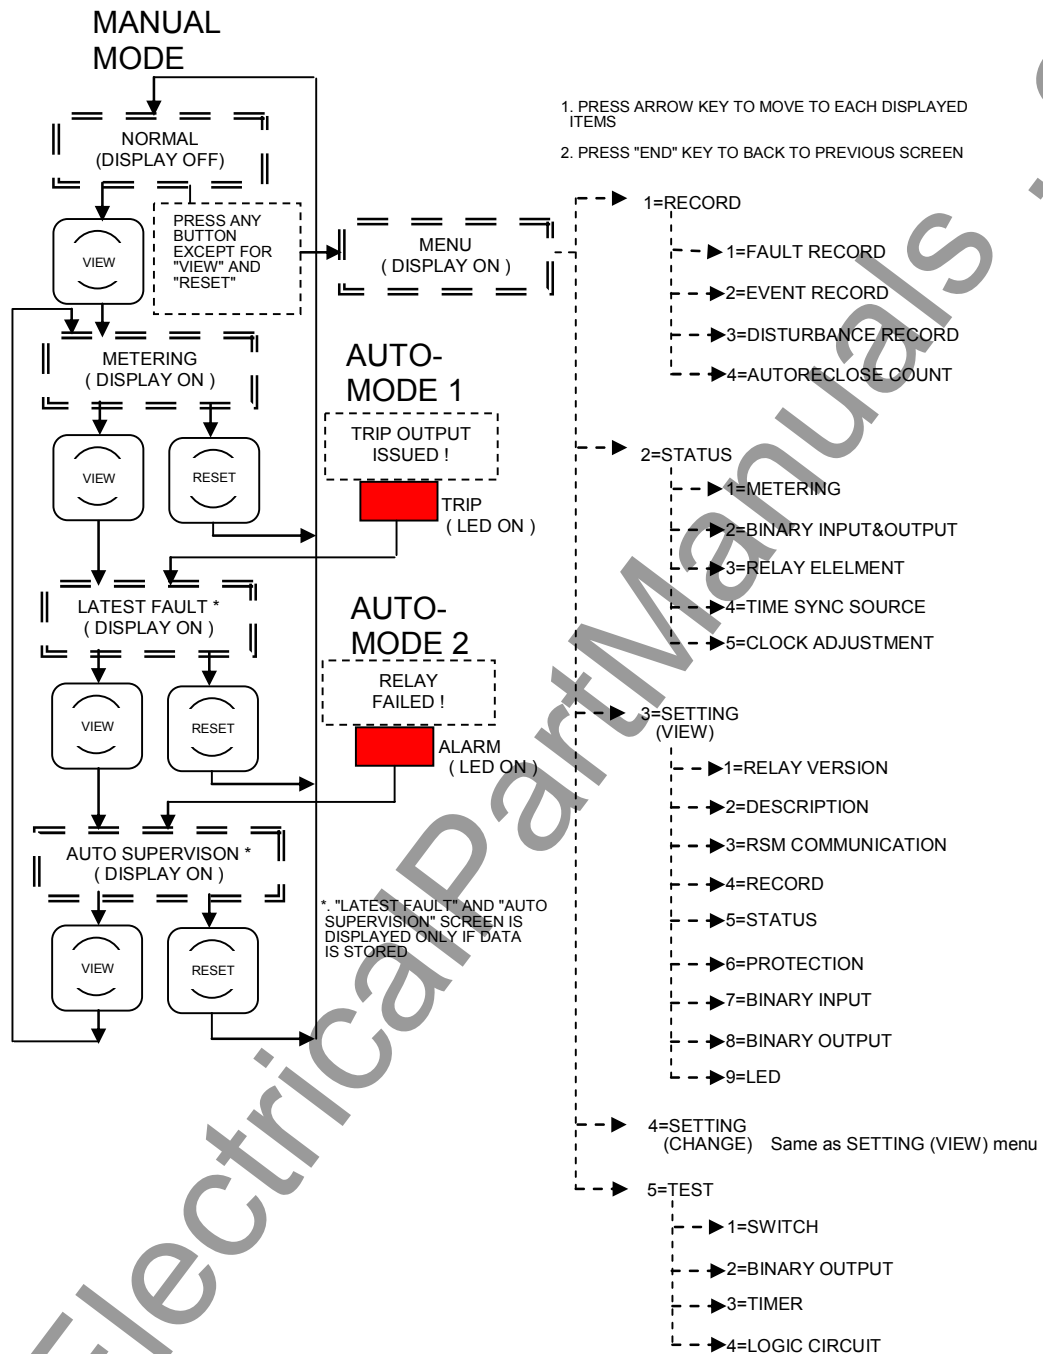 MANUAL
MODE
NORMAL
(DISPLAY OFF)
VIEW
PRESS ANY
BUTTON
EXCEPT FOR
"VIEW" AND
"RESET"
METERING
( DISPLAY ON )
VIEW
RESET
LATEST FAULT *
( DISPLAY ON )
VIEW
RESET
AUTO SUPERVISON *
( DISPLAY ON )
VIEW
RESET
MENU
( DISPLAY ON )
AUTO-
MODE 1
TRIP OUTPUT
ISSUED !
TRIP
( LED ON )
AUTO-
MODE 2
RELAY
FAILED !
ALARM
( LED ON )
*. "LATEST FAULT" AND "AUTO
SUPERVISION" SCREEN IS
DISPLAYED ONLY IF DATA
IS STORED
1. PRESS ARROW KEY TO MOVE TO EACH DISPLAYED
ITEMS
2. PRESS "END" KEY TO BACK TO PREVIOUS SCREEN
1=RECORD
1=FAULT RECORD
2=EVENT RECORD
3=DISTURBANCE RECORD
4=AUTORECLOSE COUNT
2=STATUS
1=METERING
2=BINARY INPUT&OUTPUT
3=RELAY ELELMENT
4=TIME SYNC SOURCE
5=CLOCK ADJUSTMENT
3=SETTING
(VIEW)
1=RELAY VERSION
2=DESCRIPTION
3=RSM COMMUNICATION
4=RECORD
5=STATUS
6=PROTECTION
7=BINARY INPUT
8=BINARY OUTPUT
9=LED
4=SETTING
(CHANGE) Same as SETTING (VIEW) menu
5=TEST
1=SWITCH
2=BINARY OUTPUT
3=TIMER
4=LOGIC CIRCUIT
ElectricalPartManuals .